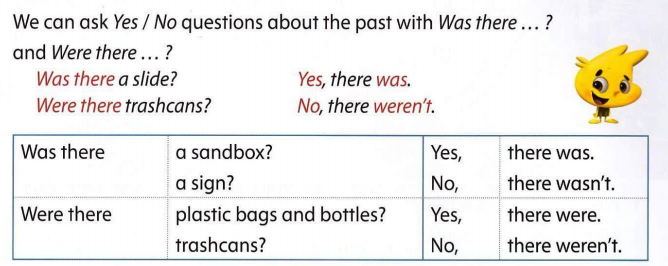 We can ask Yes / No questions about the past with Was there ... ?
and Were there ... ?
Was there a slide? Yes, there was.
Were there trashcans? No, there weren't.
Was there a sandbox? Yes, there was.
a sign? No, there wasn't.
Were there plastic bags and bottles? Yes, there were.
trashcans? No, there weren't.